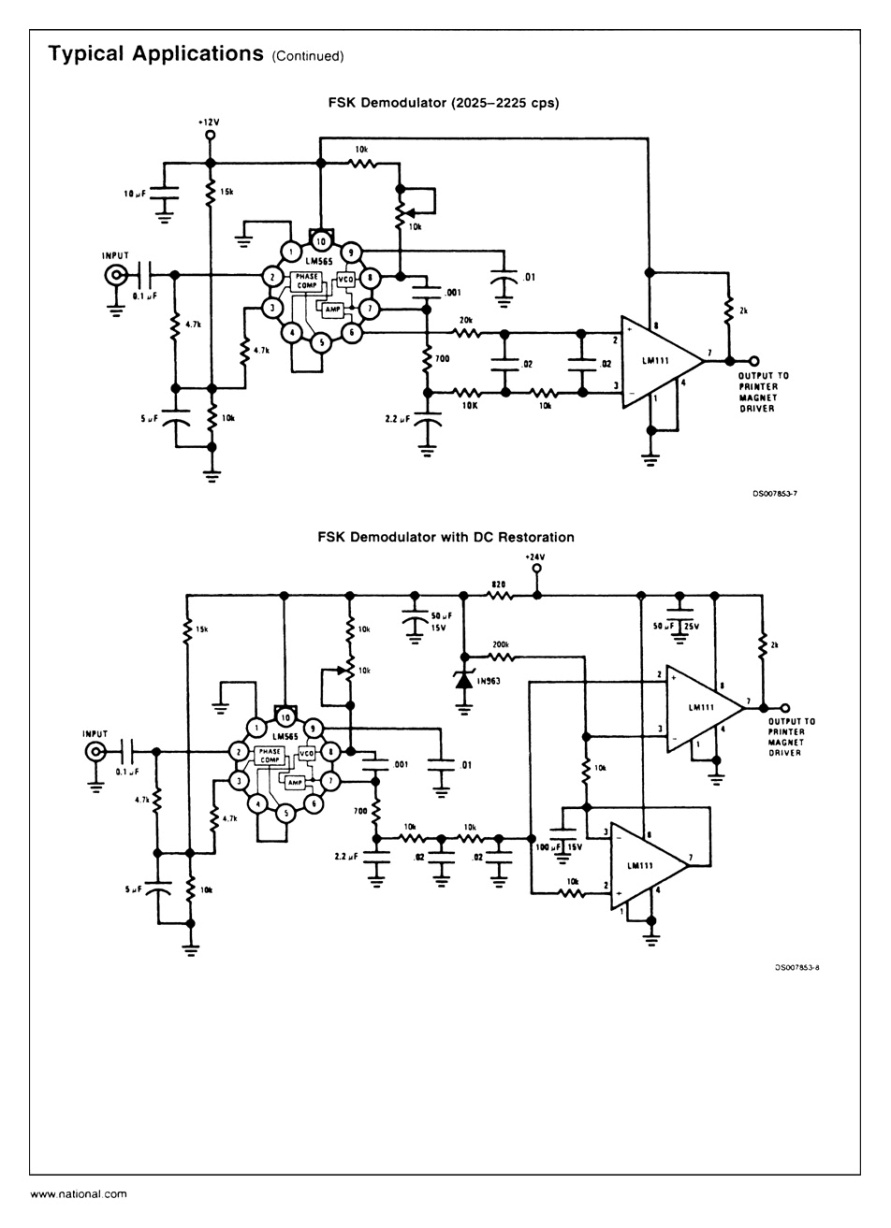 Typical Applications (Continued)
FSK Demodulator (2025–2225 cps)
+12V
10k
10 µF
15k
10k
1
10
9
LM565
INPUT
2
PHASE COMP
VCO
8
.01
0.1 µF
.001
3
AMP
7
2k
4.7k
4
5
6
20k
+
8
2
4.7k
700
.02
.02
LM111
7
OUTPUT TO
PRINTER
MAGNET
DRIVER
3
–
4
1
5 µF
10k
2.2 µF
10K
10k
DS007853-7
FSK Demodulator with DC Restoration
+24V
820
15k
10k
50 µF
15V
50 µF 25V
200k
2k
10k
1N963
2
+
8
LM111
7
OUTPUT TO
PRINTER
MAGNET
DRIVER
3
–
4
1
1
10
9
LM565
INPUT
2
PHASE COMP
VCO
8
.001
.01
0.1 µF
3
AMP
7
10k
4.7k
4
5
6
700
4.7k
10k
10k
100 µF 15V
3
–
8
2.2 µF
.02
.02
LM111
7
5 µF
10k
10k
2
+
4
1
DS007853-8
www.national.com